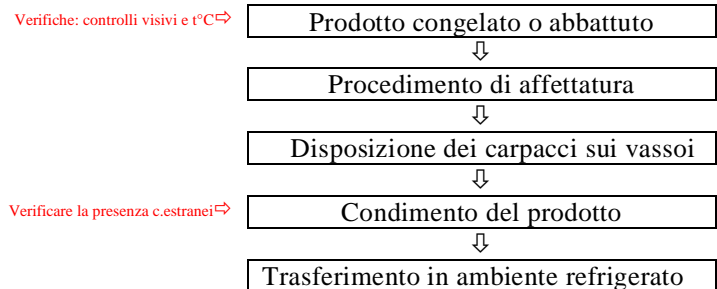 Verifiche: controlli visivi e t°C⇨ Prodotto congelato o abbattuto
⇩
Procedimento di affettatura
⇩
Disposizione dei carpacci sui vassoi
⇩
Verificare la presenza c.estranei⇨ Condimento del prodotto
⇩
Trasferimento in ambiente refrigerato